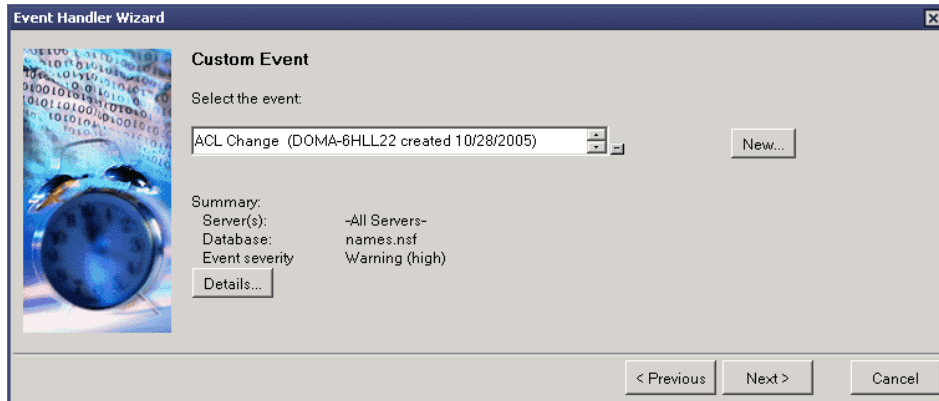 Event Handler Wizard
Custom Event
Select the event:
ACL Change (DOMA-6HLL22 created 10/28/2005)
New...
Summary:
Server(s): -All Servers-
Database: names.nsf
Event severity Warning (high)
Details...
< Previous Next > Cancel